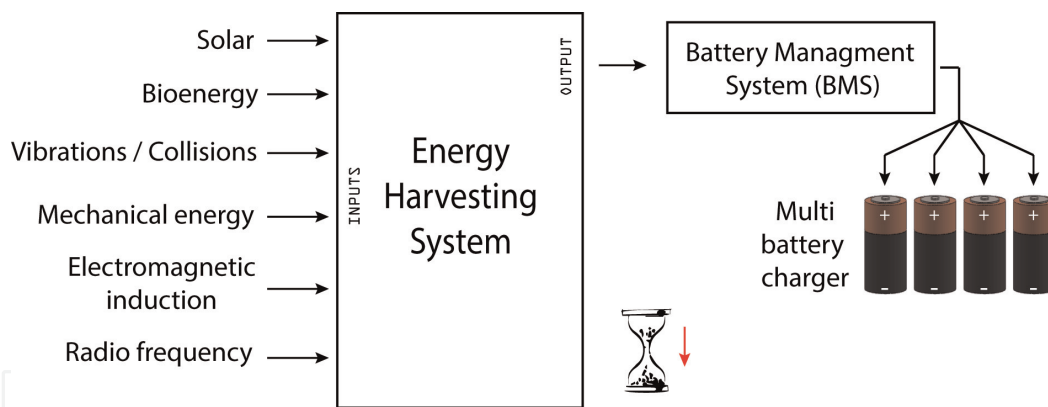 Solar
Bioenergy
Vibrations / Collisions
Mechanical energy
Electromagnetic
induction
Radio frequency
INPUTS
Energy
Harvesting
System
OUTPUT
Battery Managment
System (BMS)
Multi
battery
charger
+ + + +
- - - -